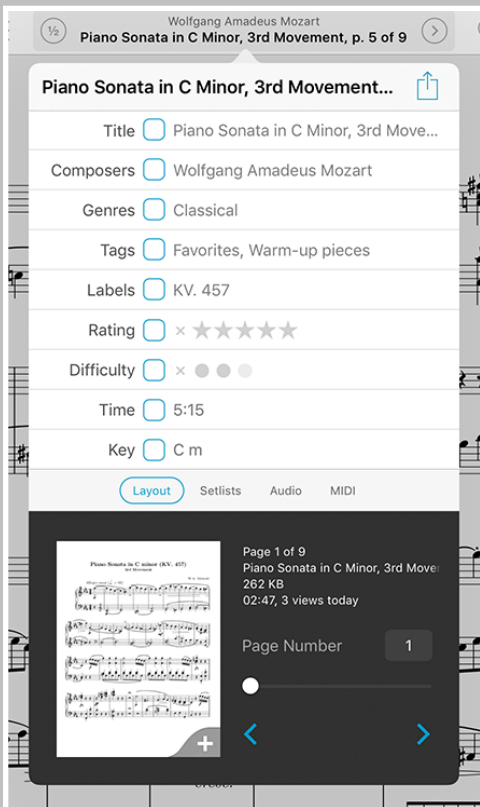 ½
Wolfgang Amadeus Mozart
Piano Sonata in C Minor, 3rd Movement, p. 5 of 9
Piano Sonata in C Minor, 3rd Movement...
Title Piano Sonata in C Minor, 3rd Move...
Composers Wolfgang Amadeus Mozart
Genres Classical
Tags Favorites, Warm-up pieces
Labels KV. 457
Rating × ★★★★★
Difficulty ×
Time 5:15
Key C m
Layout Setlists Audio MIDI
Piano Sonata in C minor (KV. 457)
3rd Movement
Page 1 of 9
Piano Sonata in C Minor, 3rd Mover
262 KB
02:47, 3 views today
Page Number 1